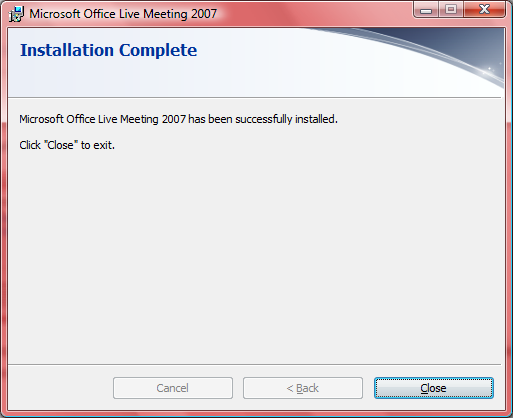 Microsoft Office Live Meeting 2007
Installation Complete
Microsoft Office Live Meeting 2007 has been successfully installed.
Click "Close" to exit.
Cancel
< Back
Close